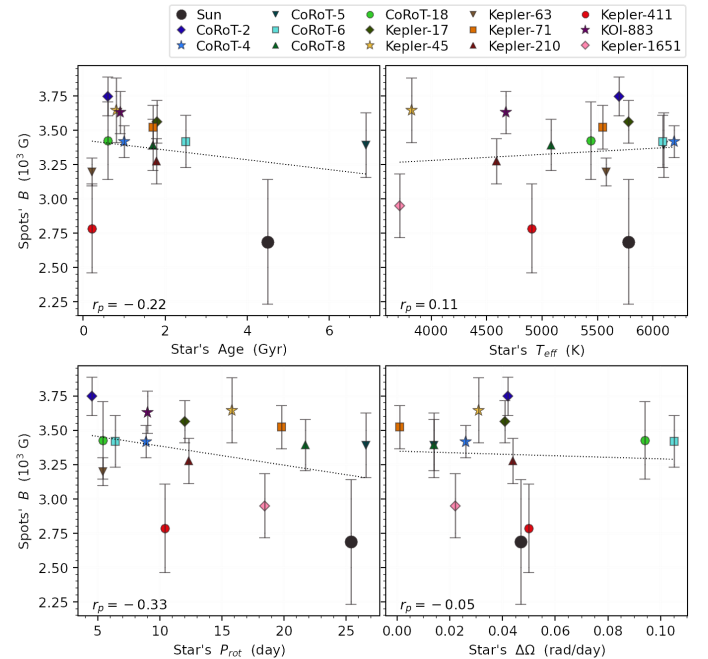 Sun CoRoT-5 CoRoT-18 Kepler-63 Kepler-411
CoRoT-2 CoRoT-6 Kepler-17 Kepler-71 KOI-883
CoRoT-4 CoRoT-8 Kepler-45 Kepler-210 Kepler-1651
3.75
3.50
3.25
3.00
2.75
2.50
2.25
Spots' B (10³ G)
r_p = −0.22
r_p = 0.11
0 2 4 6
4000 4500 5000 5500 6000
Star's Age (Gyr)
Star's T_eff (K)
3.75
3.50
3.25
3.00
2.75
2.50
2.25
Spots' B (10³ G)
r_p = −0.33
r_p = −0.05
5 10 15 20 25
0.00 0.02 0.04 0.06 0.08 0.10
Star's P_rot (day)
Star's ΔΩ (rad/day)